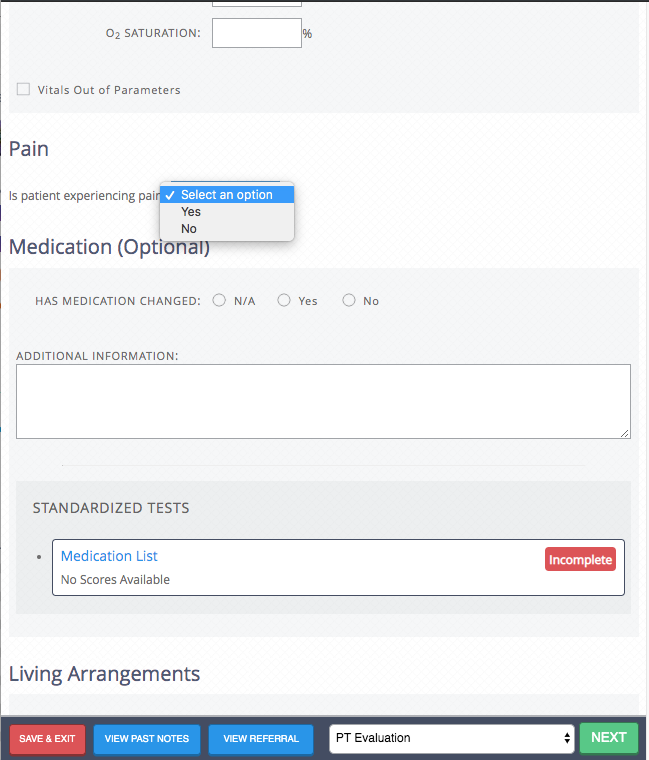 O2 SATURATION: %
Vitals Out of Parameters
Pain
Is patient experiencing pain
✓ Select an option
Yes
No
Medication (Optional)
HAS MEDICATION CHANGED: N/A Yes No
ADDITIONAL INFORMATION:
STANDARDIZED TESTS
• Medication List Incomplete
No Scores Available
Living Arrangements
SAVE & EXIT VIEW PAST NOTES VIEW REFERRAL PT Evaluation NEXT